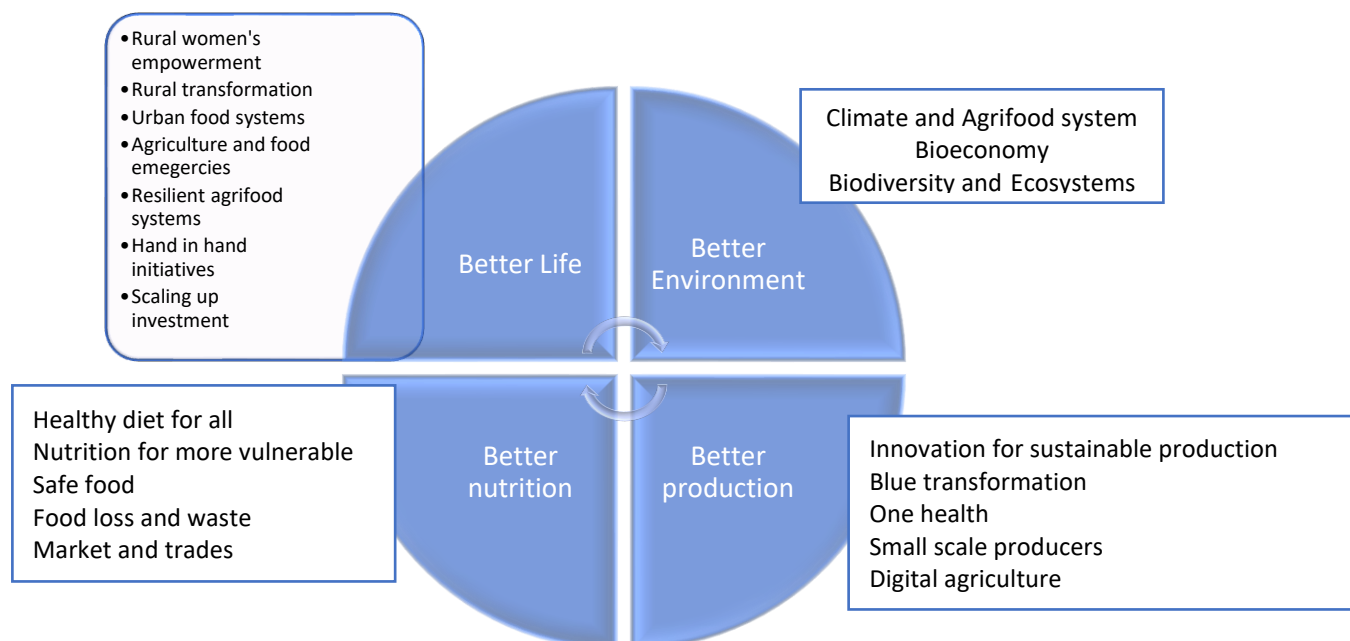 •Rural women's
empowerment
•Rural transformation
•Urban food systems
•Agriculture and food
emegercies
•Resilient agrifood
systems
•Hand in hand
initiatives
•Scaling up
investment
Climate and Agrifood system
Bioeconomy
Biodiversity and Ecosystems
Better Life
Better
Environment
Healthy diet for all
Nutrition for more vulnerable
Safe food
Food loss and waste
Market and trades
Better
nutrition
Better
production
Innovation for sustainable production
Blue transformation
One health
Small scale producers
Digital agriculture